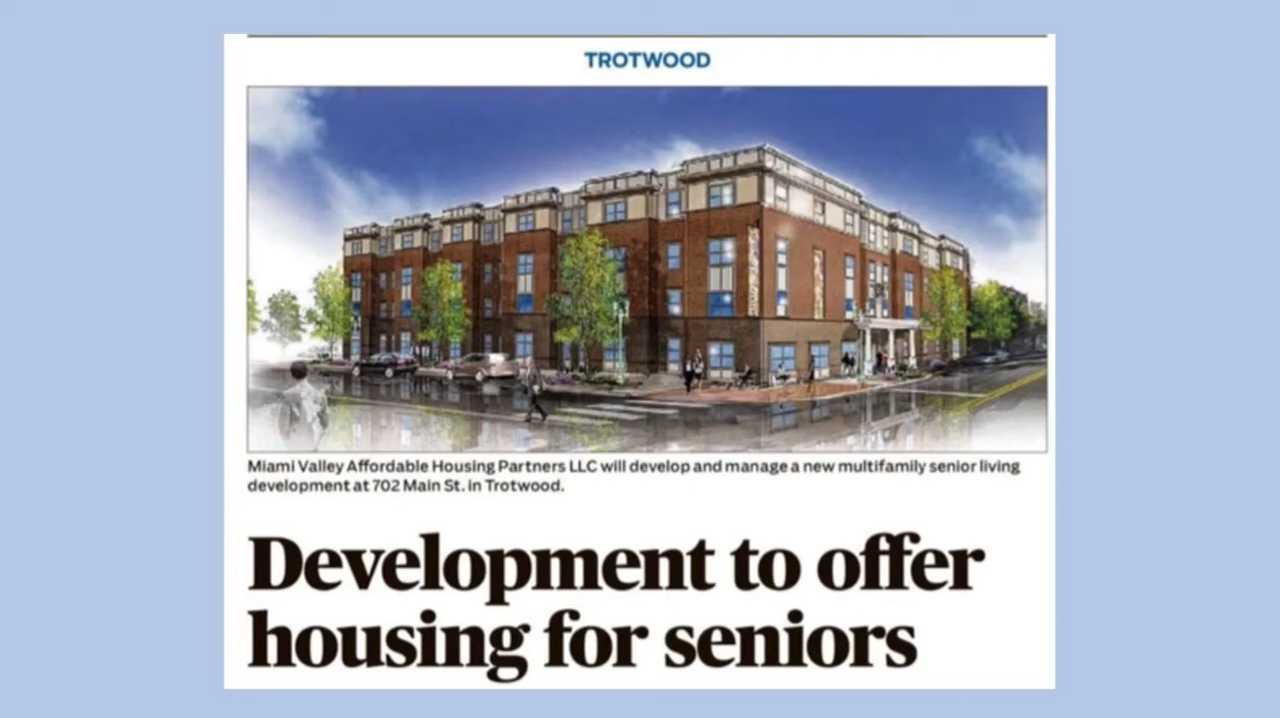 TROTWOOD
Miami Valley Affordable Housing Partners LLC will develop and manage a new multifamily senior living
development at 702 Main St. in Trotwood.
Development to offer
housing for seniors